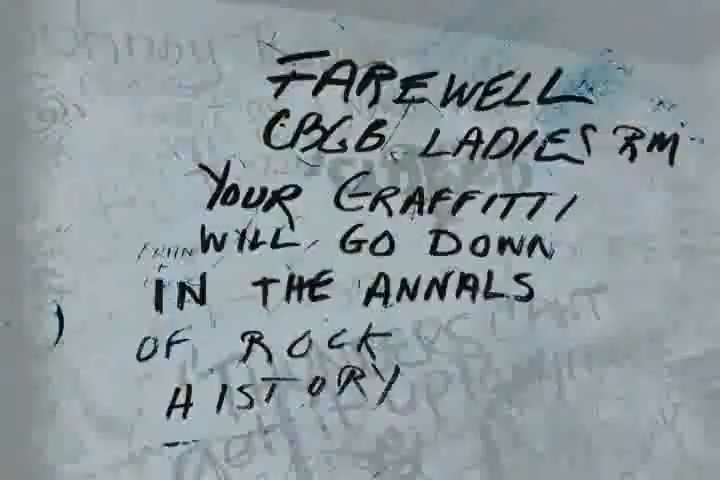 FAREWELL
CBGB LADIES RM
YOUR GRAFFITTI
WILL GO DOWN
IN THE ANNALS
OF ROCK
HISTORY